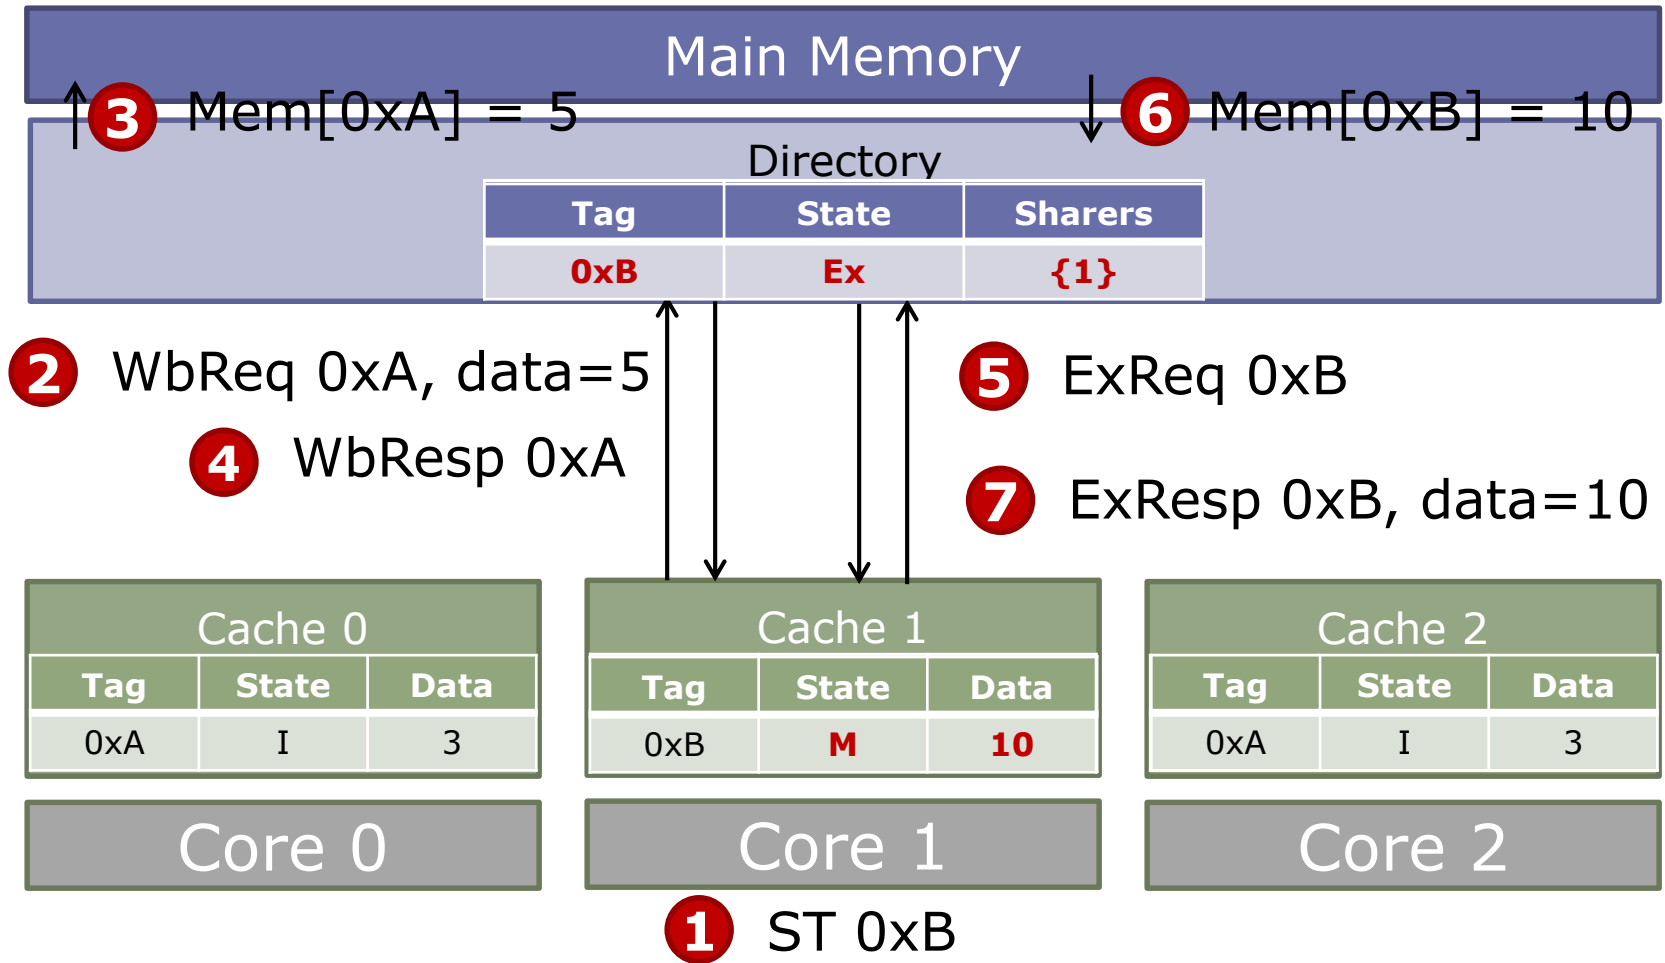 Main Memory
3 Mem[0xA] = 5
6 Mem[0xB] = 10
Directory
Tag State Sharers
0xB Ex {1}
2 WbReq 0xA, data=5
5 ExReq 0xB
4 WbResp 0xA
7 ExResp 0xB, data=10
Cache 0
Tag State Data
0xA I 3
Cache 1
Tag State Data
0xB M 10
Cache 2
Tag State Data
0xA I 3
Core 0
Core 1
Core 2
1 ST 0xB